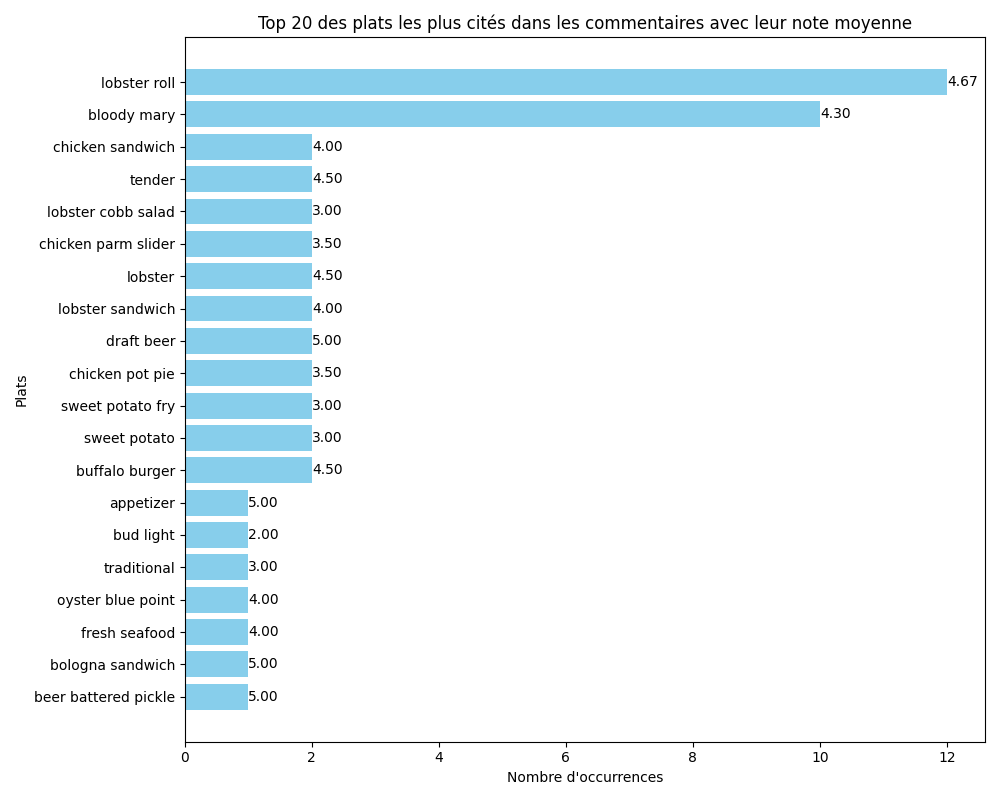 Top 20 des plats les plus cités dans les commentaires avec leur note moyenne
lobster roll 4.67
bloody mary 4.30
chicken sandwich 4.00
tender 4.50
lobster cobb salad 3.00
chicken parm slider 3.50
lobster 4.50
lobster sandwich 4.00
draft beer 5.00
chicken pot pie 3.50
sweet potato fry 3.00
sweet potato 3.00
buffalo burger 4.50
appetizer 5.00
bud light 2.00
traditional 3.00
oyster blue point 4.00
fresh seafood 4.00
bologna sandwich 5.00
beer battered pickle 5.00
Plats
0 2 4 6 8 10 12
Nombre d'occurrences